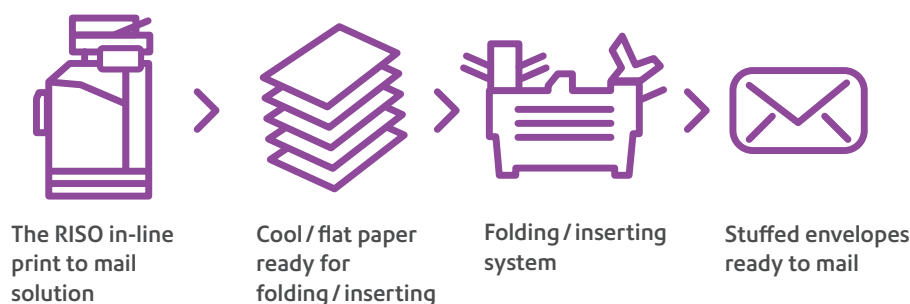 The RISO in-line
print to mail
solution
Cool / flat paper
ready for
folding / inserting
Folding / inserting
system
Stuffed envelopes
ready to mail